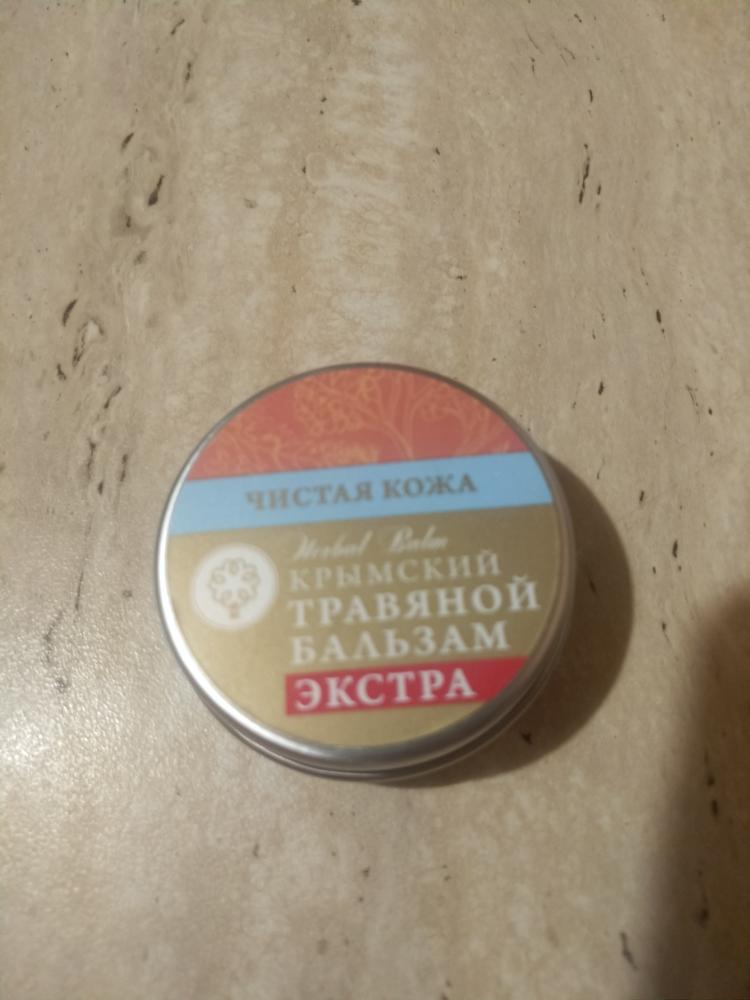 ЧИСТАЯ КОЖА
Herbal Balm
КРЫМСКИЙ
ТРАВЯНОЙ
БАЛЬЗАМ
ЭКСТРА